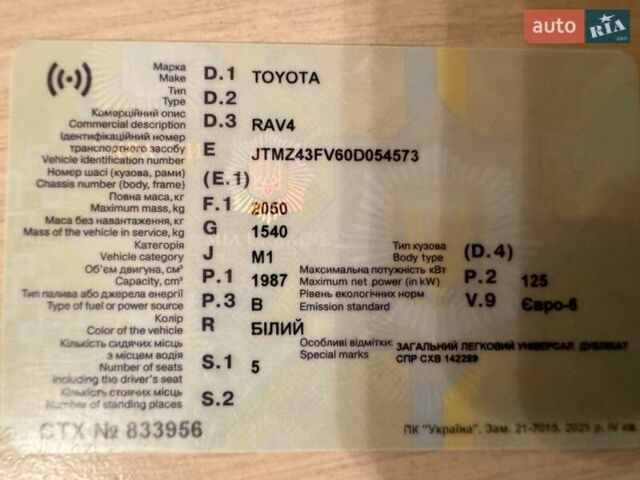 auto RIA .com
Марка
Make D.1 TOYOTA
Тип
Type D.2
Комерційний опис
Commercial description D.3 RAV4
Ідентифікаційний номер
транспортного засобу
Vehicle identification number E JTMZ43FV60D054573
Номер шасі (кузова, рами)
Chassis number (body, frame) (E.1)
Повна маса, кг
Maximum mass, kg F.1 2050
Маса без навантаження, кг
Mass of the vehicle in service, kg G 1540
Категорія
Vehicle category J M1
Тип кузова
Body type (D.4)
Об'єм двигуна, см³
Capacity, cm³ P.1 1987
Максимальна потужність кВт
Maximum net power (in kW) P.2 125
Тип палива або джерела енергії
Type of fuel or power source P.3 B
Рівень екологічних норм
Emission standard V.9 Євро-6
Колір
Color of the vehicle R БІЛИЙ
Особливі відмітки:
Special marks ЗАГАЛЬНИЙ ЛЕГКОВИЙ УНІВЕРСАЛ ДУБЛІКАТ
СПР СХВ 142289
Кількість сидячих місць
з місцем водія
Number of seats
including the driver's seat S.1 5
Кількість стоячих місць
Number of standing places S.2
СТХ № 833956
ПК "Україна". Зам. 21-7015. 2021 р. IV кв.